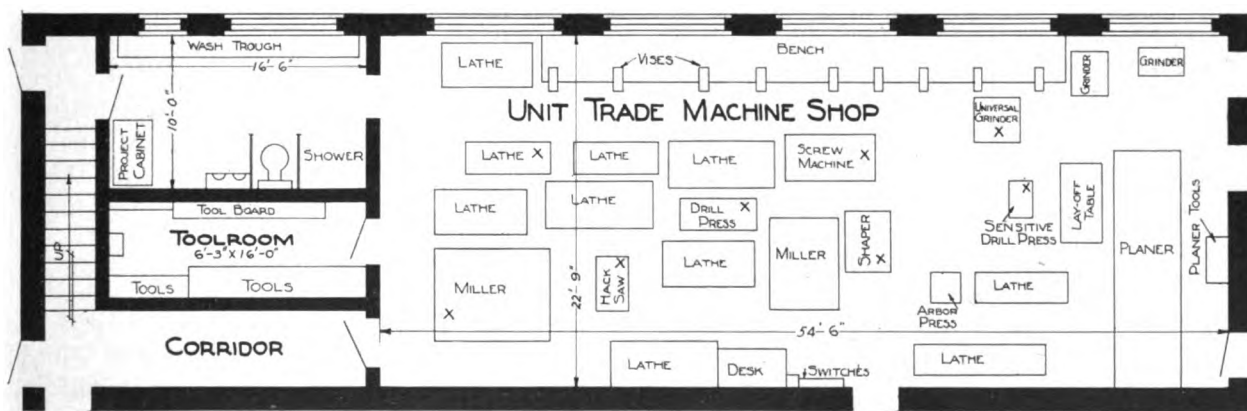 WASH TROUGH
16'-6"
10'-0"
PROJECT
CABINET
SHOWER
TOOL BOARD
TOOLROOM
6'-3" X 16'-0"
TOOLS
TOOLS
UP
CORRIDOR
LATHE
VISES
BENCH
GRINDER
GRINDER
UNIT TRADE MACHINE SHOP
UNIVERSAL
GRINDER
X
LATHE X
LATHE
LATHE
SCREW
MACHINE
X
LATHE
LATHE
DRILL
PRESS
X
SHAPER
X
X
SENSITIVE
DRILL PRESS
LAY-OFF
TABLE
PLANER
PLANER TOOLS
MILLER
X
HACK
SAW
X
LATHE
MILLER
ARBOR
PRESS
LATHE
22'-9"
54'-6"
LATHE
DESK
SWITCHES
LATHE